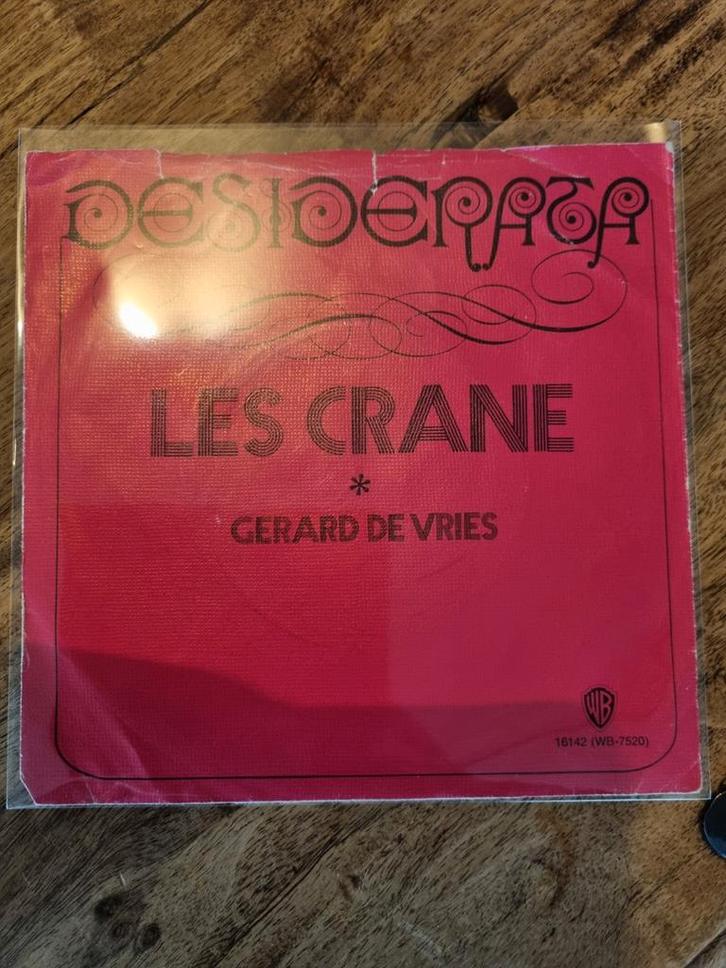 DESIDERATA
LES CRANE
*
GERARD DE VRIES
WB
16142 (WB-7520)